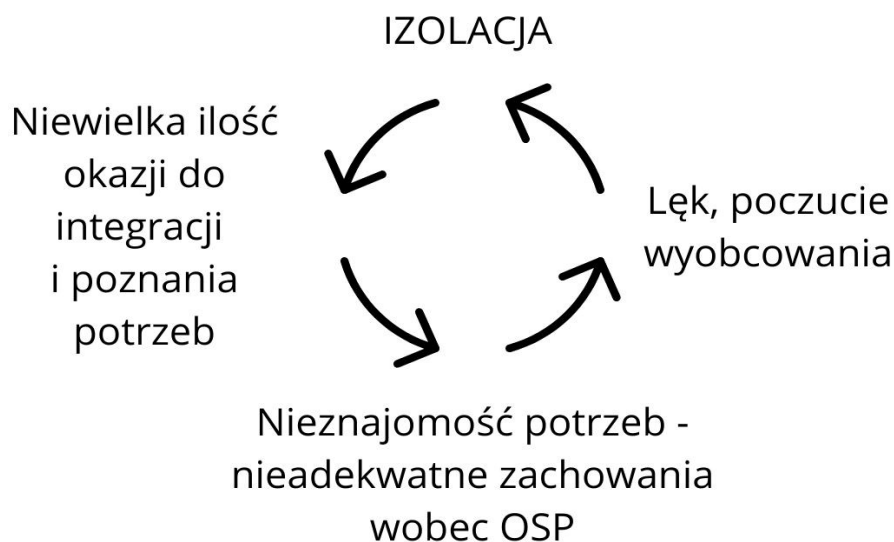 IZOLACJA
Niewielka ilość
okazji do
integracji
i poznania
potrzeb
Nieznajomość potrzeb -
nieadekwatne zachowania
wobec OSP
Lęk, poczucie
wyobcowania